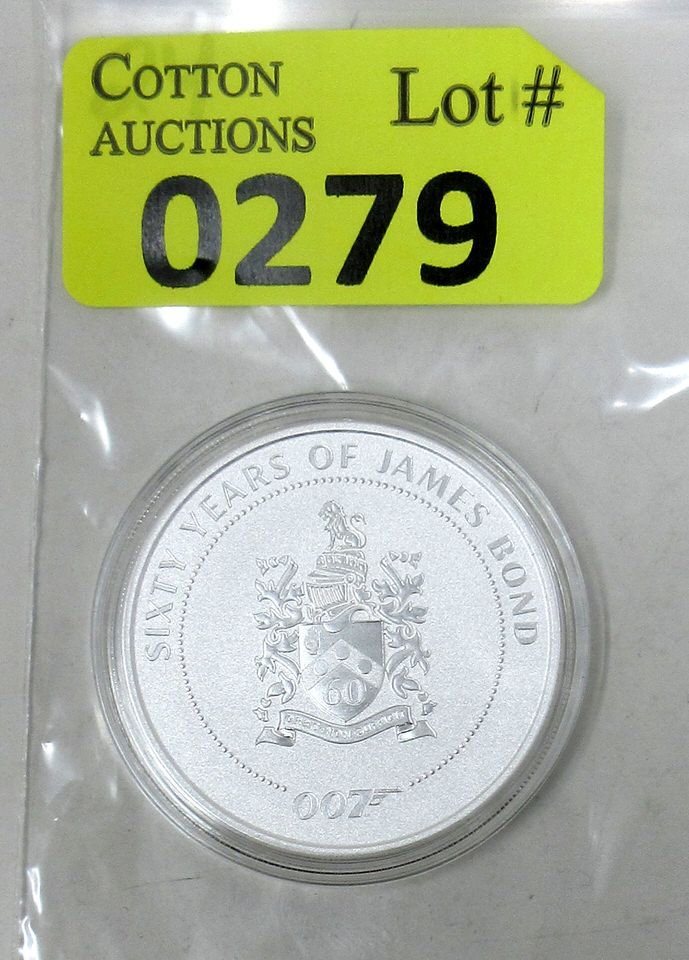 COTTON
AUCTIONS
Lot #
0279
SIXTY YEARS OF JAMES BOND
60
007